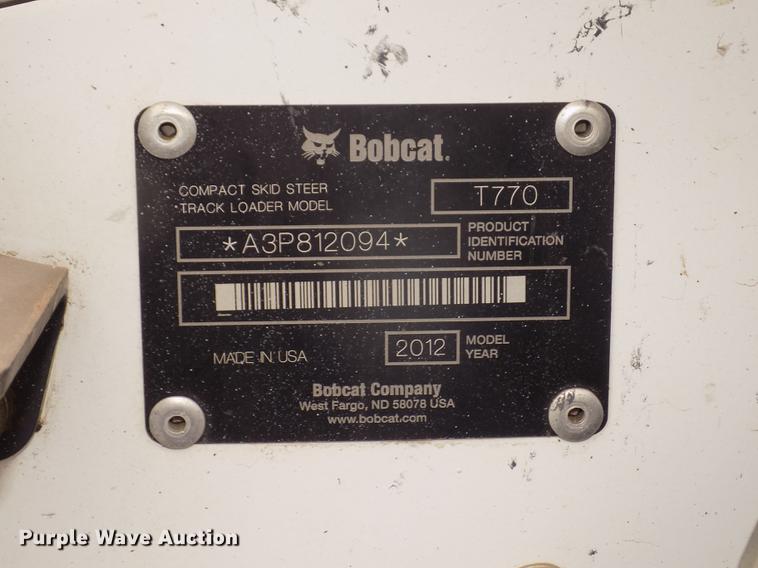 Bobcat.
COMPACT SKID STEER
TRACK LOADER MODEL
T770
*A3P812094*
PRODUCT
IDENTIFICATION
NUMBER
MADE IN USA
2012
MODEL
YEAR
Bobcat Company
West Fargo, ND 58078 USA
www.bobcat.com
Purple Wave Auction